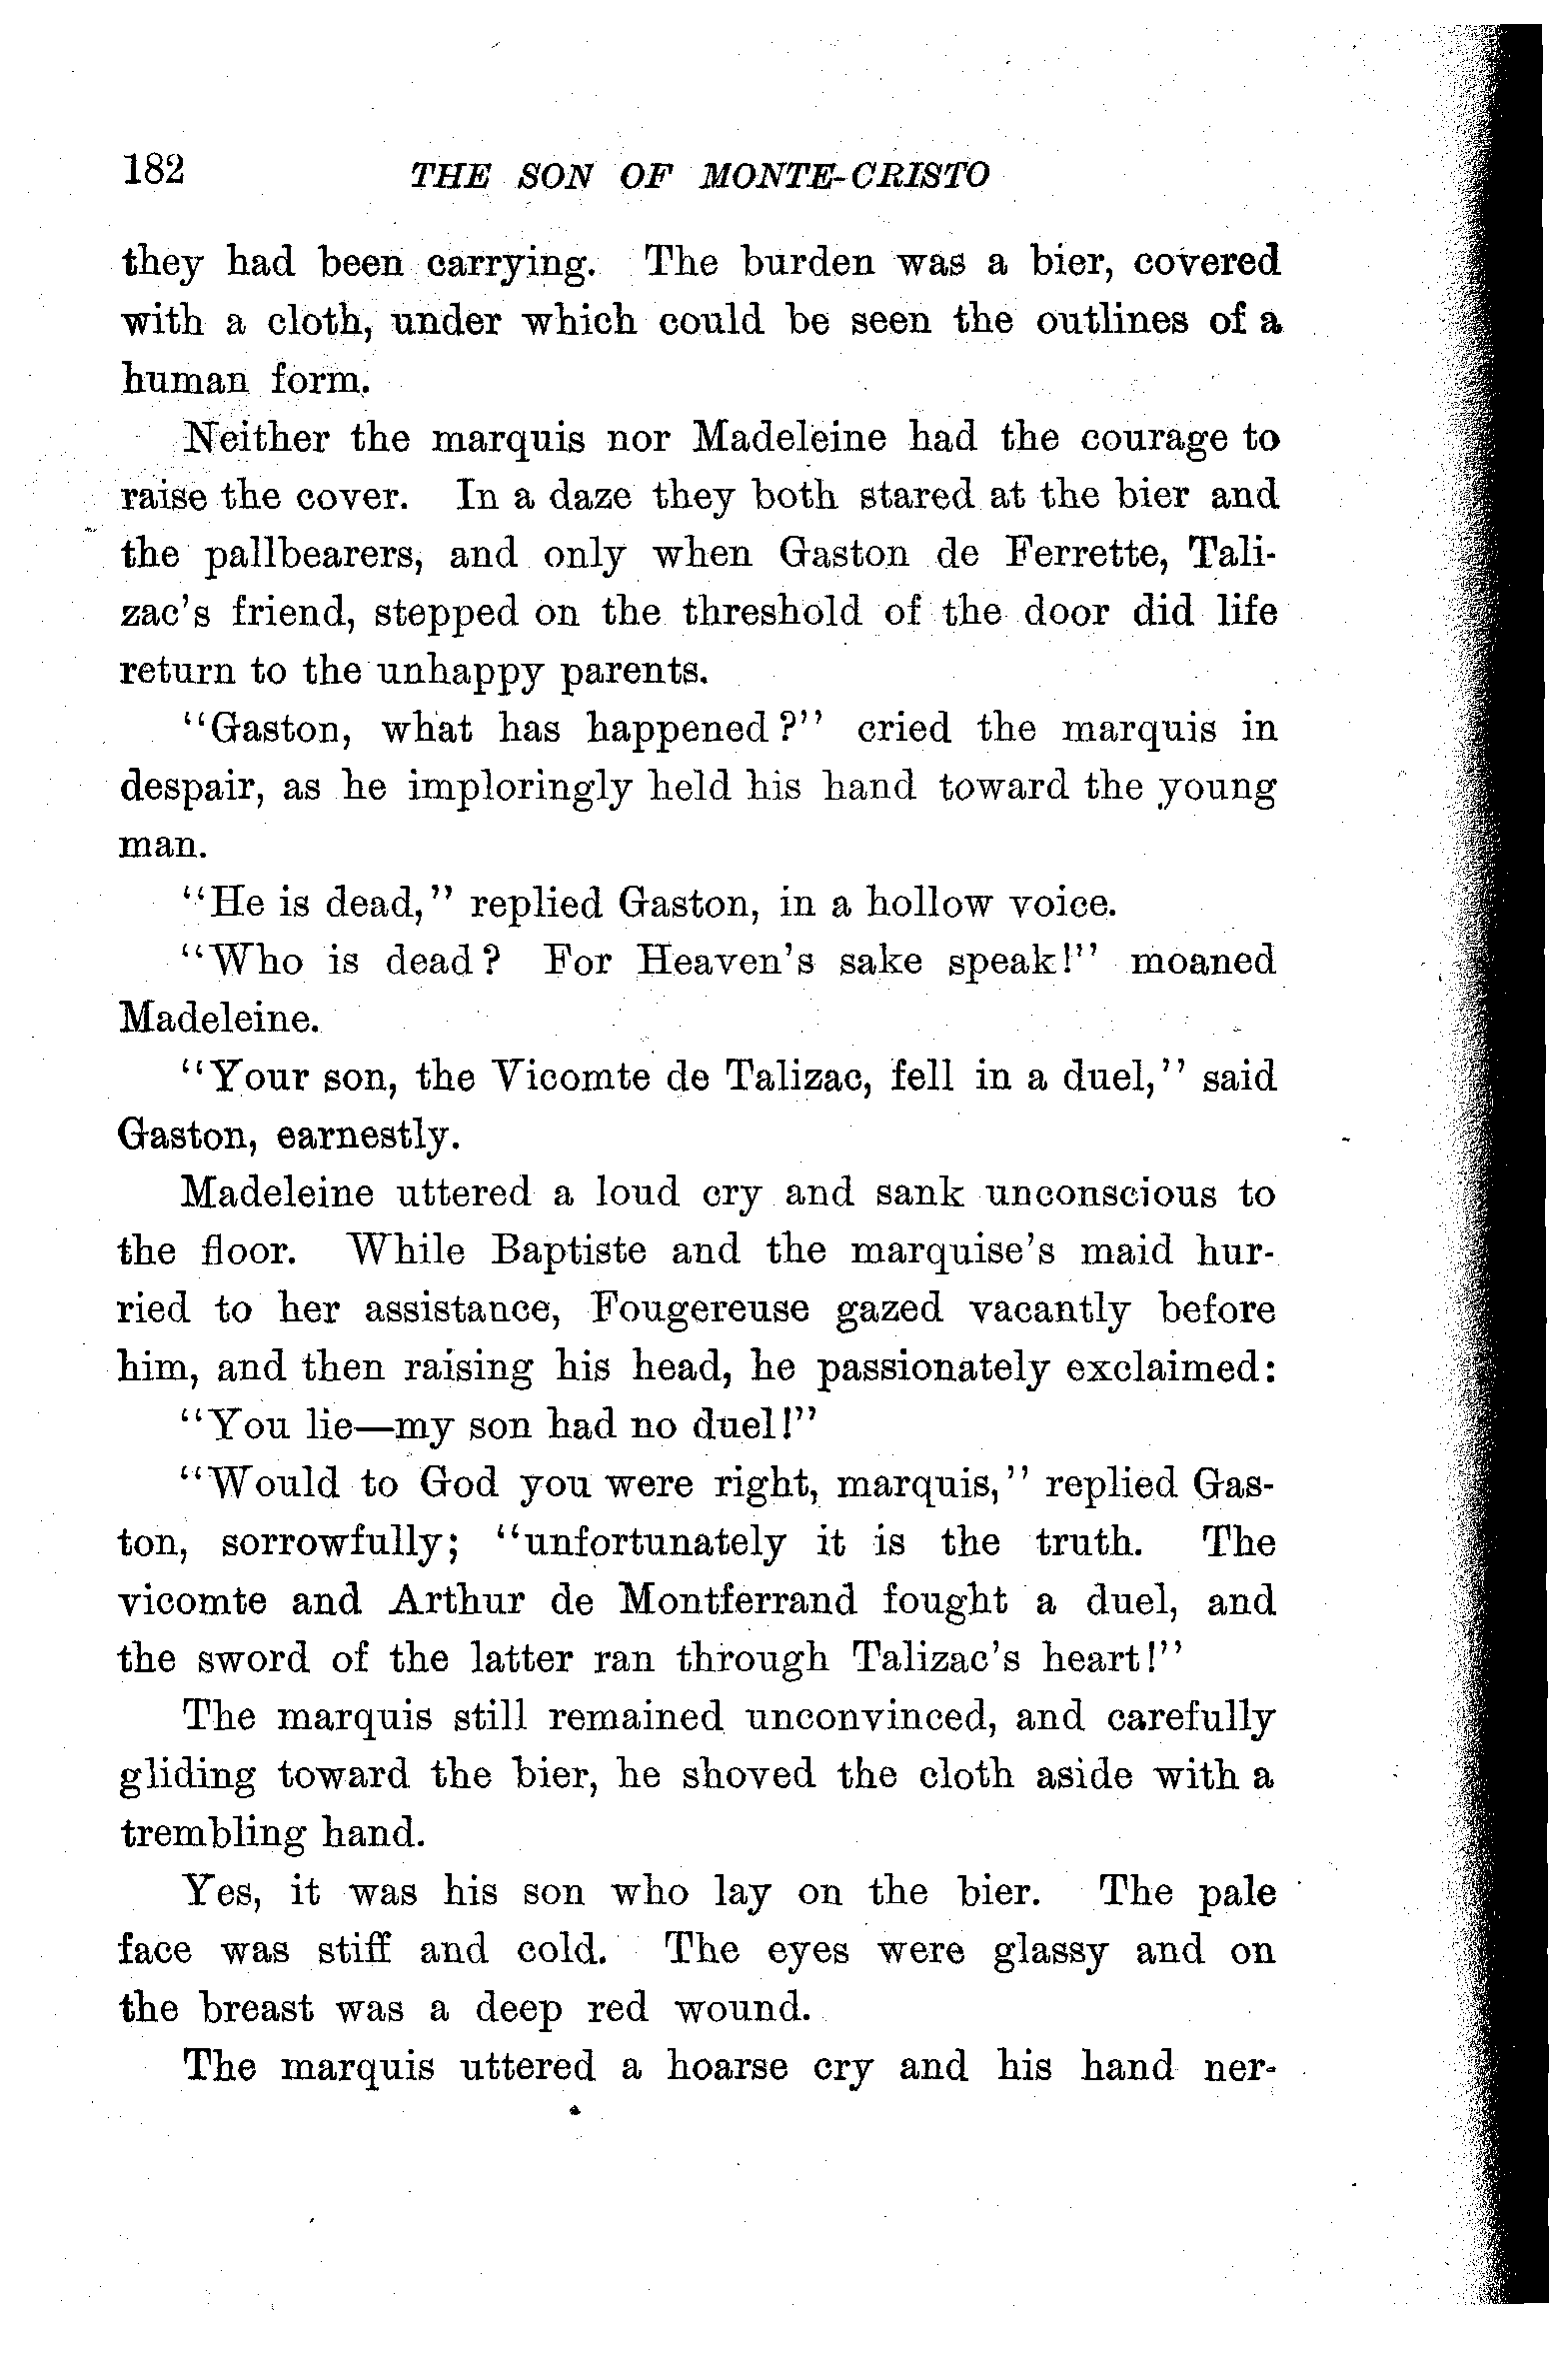 182 THE SON OF MONTE-CRISTO
they had been carrying. The burden was a bier, covered
with a cloth, under which could be seen the outlines of a
human form.
Neither the marquis nor Madeleine had the courage to
raise the cover. In a daze they both stared at the bier and
the pallbearers, and only when Gaston de Ferrette, Tali-
zac's friend, stepped on the threshold of the door did life
return to the unhappy parents.
"Gaston, what has happened?" cried the marquis in
despair, as he imploringly held his hand toward the young
man.
"He is dead," replied Gaston, in a hollow voice.
"Who is dead? For Heaven's sake speak!" moaned
Madeleine.
"Your son, the Vicomte de Talizac, fell in a duel," said
Gaston, earnestly.
Madeleine uttered a loud cry and sank unconscious to
the floor. While Baptiste and the marquise's maid hur-
ried to her assistance, Fougereuse gazed vacantly before
him, and then raising his head, he passionately exclaimed:
"You lie—my son had no duel!"
"Would to God you were right, marquis," replied Gas-
ton, sorrowfully; "unfortunately it is the truth. The
vicomte and Arthur de Montferrand fought a duel, and
the sword of the latter ran through Talizac's heart!"
The marquis still remained unconvinced, and carefully
gliding toward the bier, he shoved the cloth aside with a
trembling hand.
Yes, it was his son who lay on the bier. The pale
face was stiff and cold. The eyes were glassy and on
the breast was a deep red wound.
The marquis uttered a hoarse cry and his hand ner-